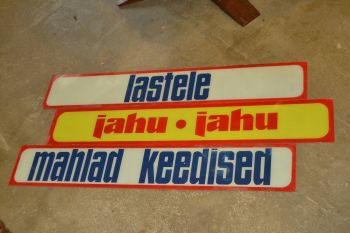 lastele
jahu • jahu
mahlad keedised